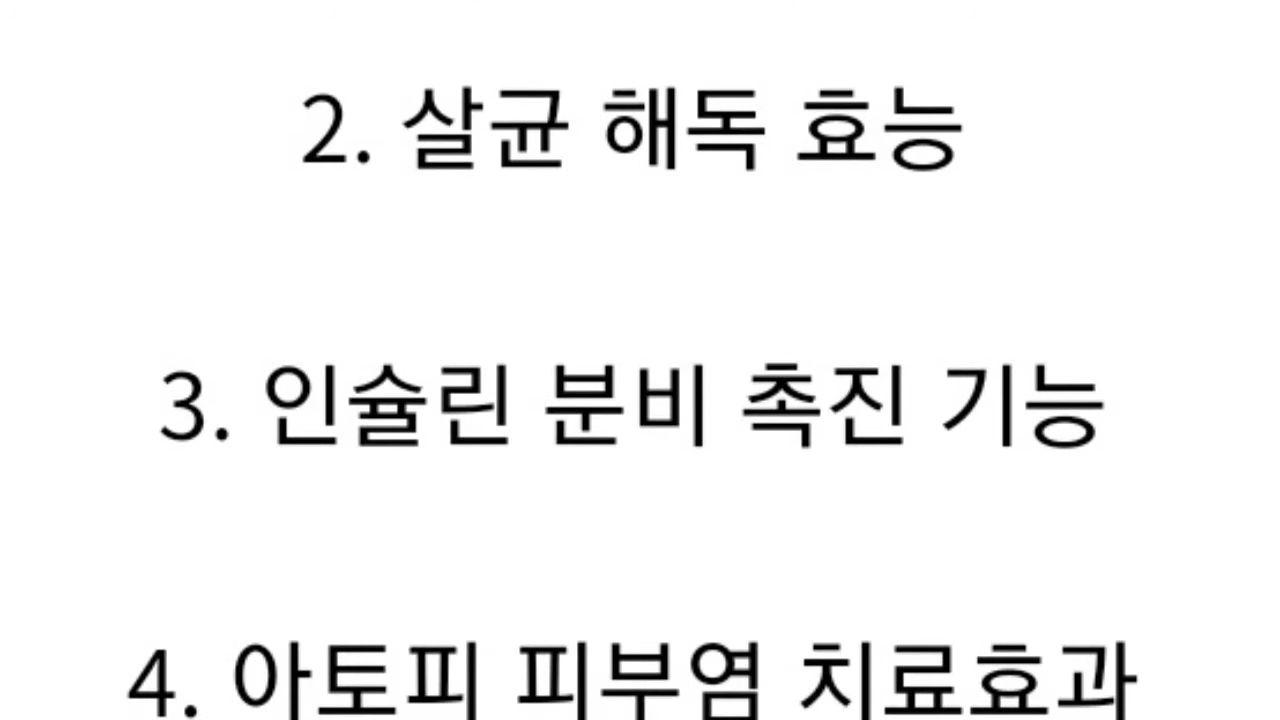 2. 살균 해독 효능
3. 인슐린 분비 촉진 기능
4. 아토피 피부염 치료효과